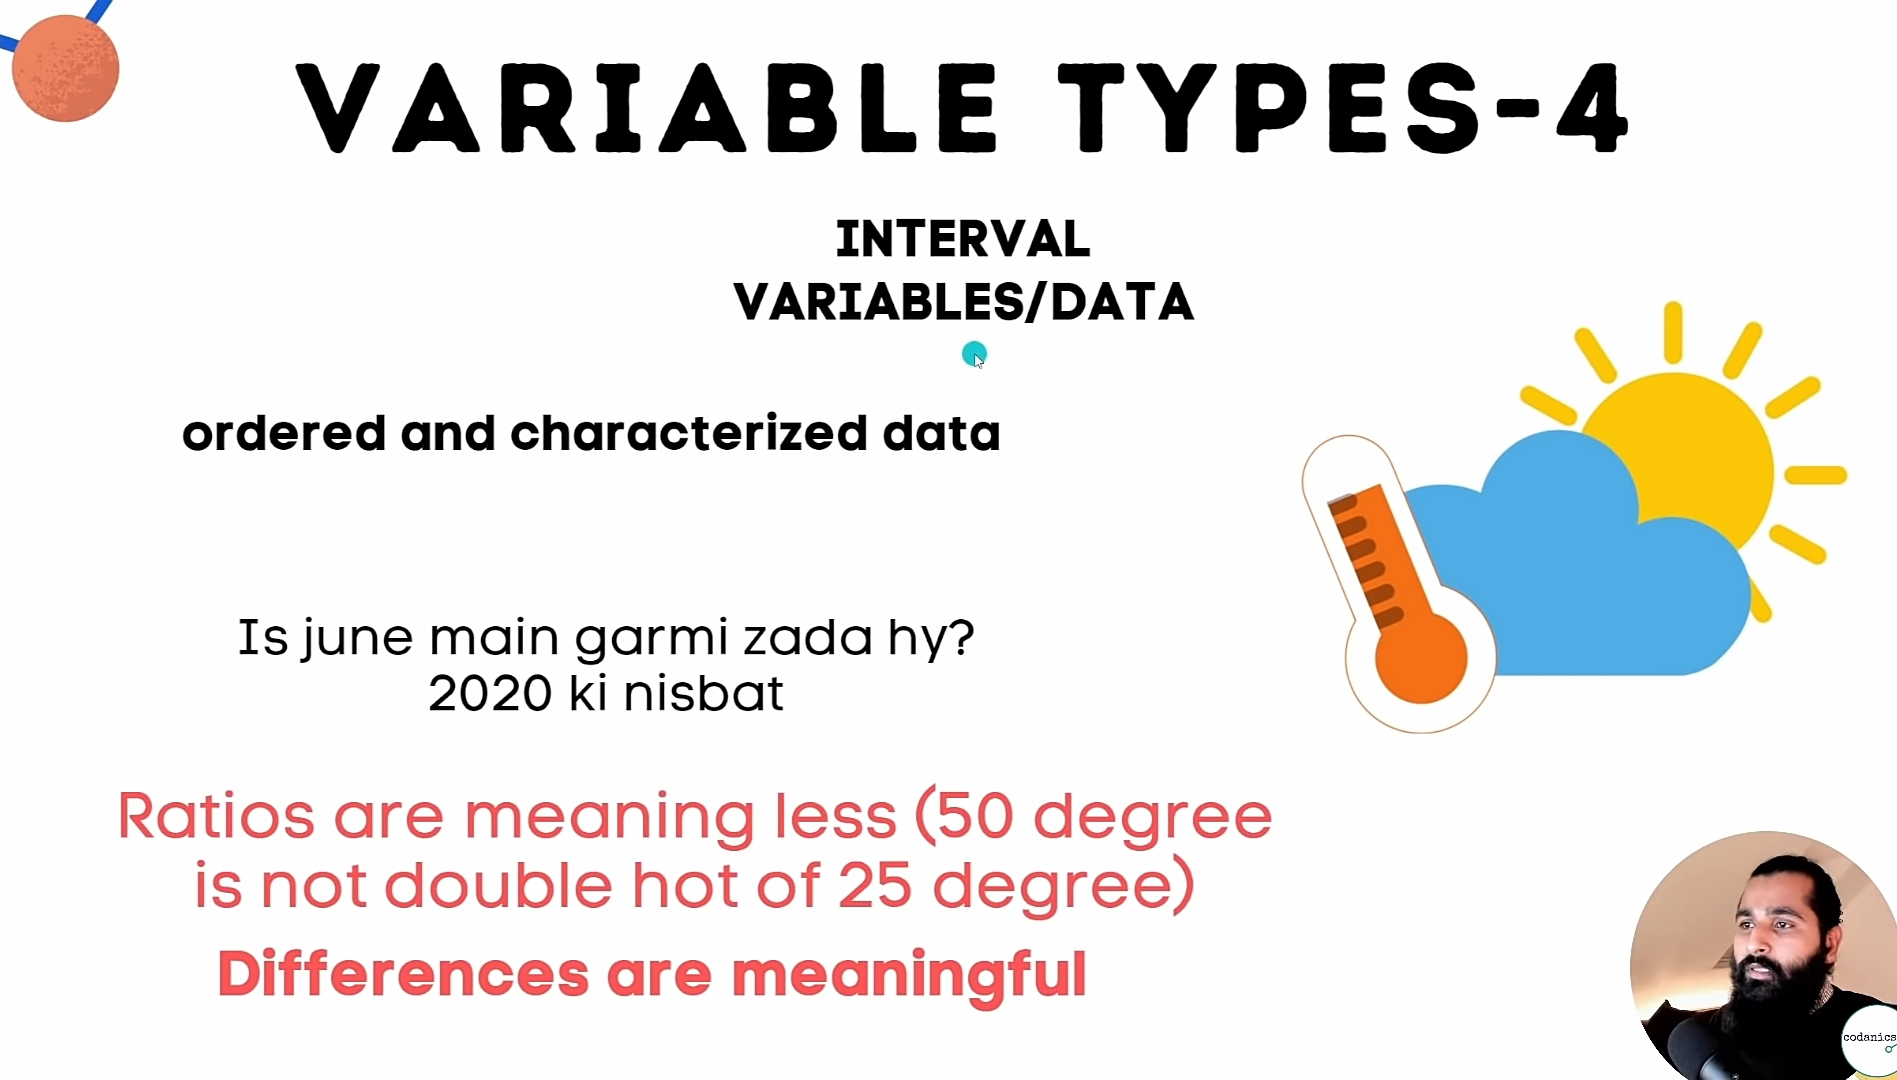 VARIABLE TYPES-4
INTERVAL
VARIABLES/DATA
ordered and characterized data
Is june main garmi zada hy?
2020 ki nisbat
Ratios are meaning less (50 degree
is not double hot of 25 degree)
Differences are meaningful
codanics